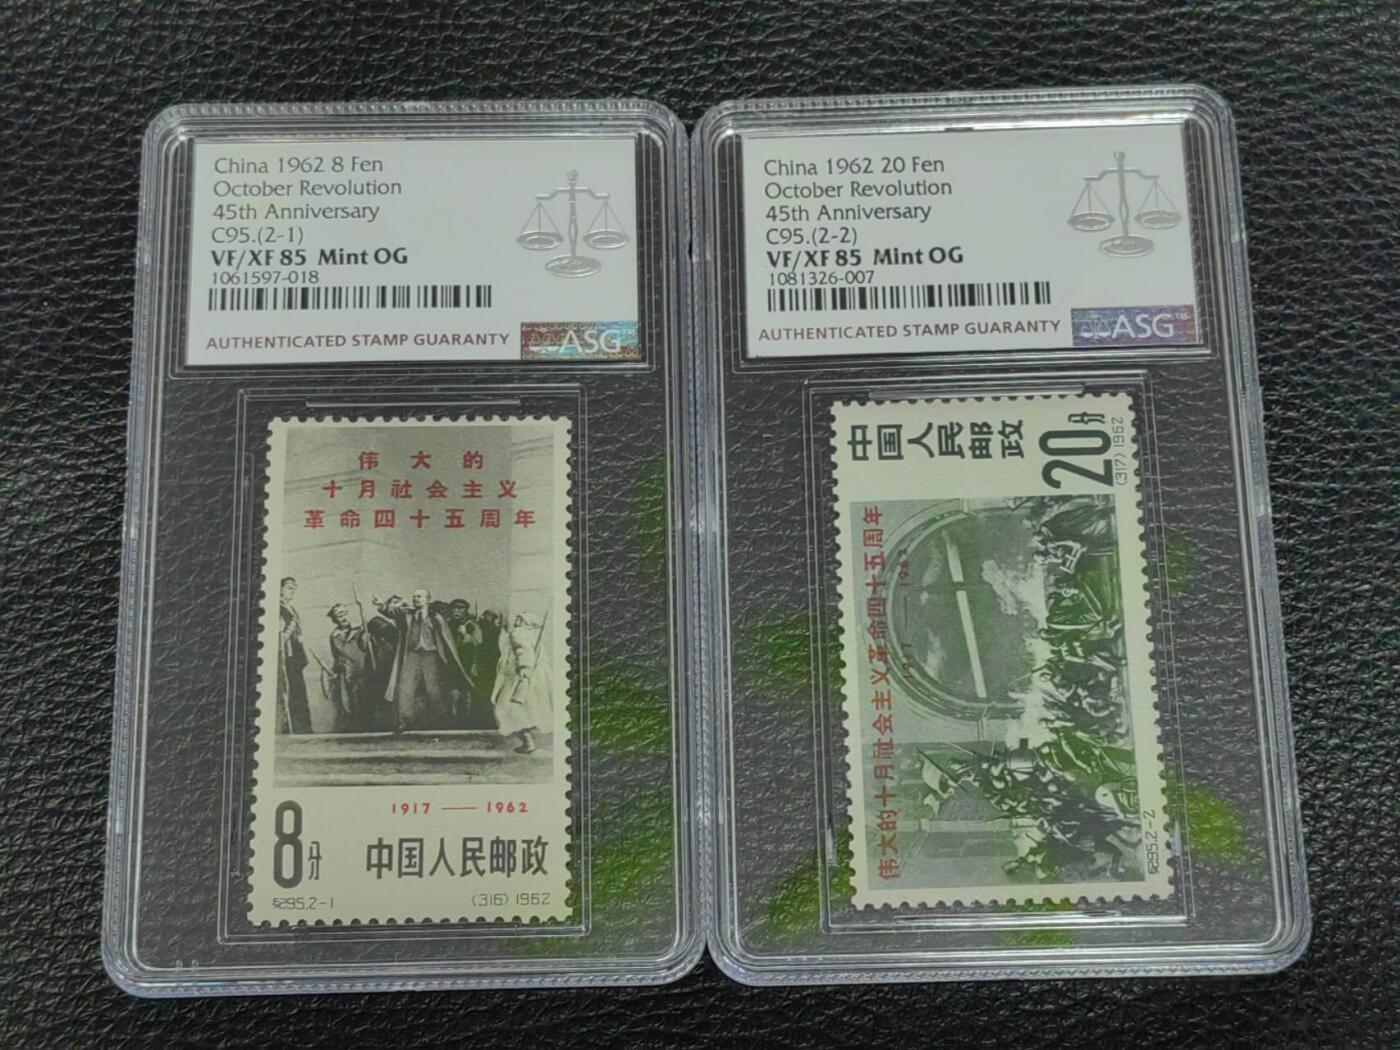 China 1962 8 Fen
October Revolution
45th Anniversary
C95.(2-1)
VF/XF 85 Mint OG
1061597-018
AUTHENTICATED STAMP GUARANTY
ASG™
伟大的
十月社会主义
革命四十五周年
1917——1962
8分
中国人民邮政
纪95.2-1
(316) 1962
China 1962 20 Fen
October Revolution
45th Anniversary
C95.(2-2)
VF/XF 85 Mint OG
1081326-007
AUTHENTICATED STAMP GUARANTY
ASG™
中国人民邮政
20分
(317) 1962
伟大的十月社会主义革命四十五周年
1917——1962
纪95.2-2